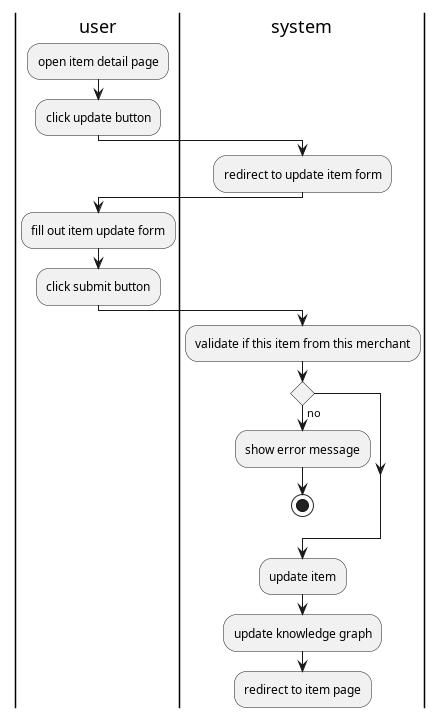 user
system
open item detail page
click update button
redirect to update item form
fill out item update form
click submit button
validate if this item from this merchant
no
show error message
update item
update knowledge graph
redirect to item page